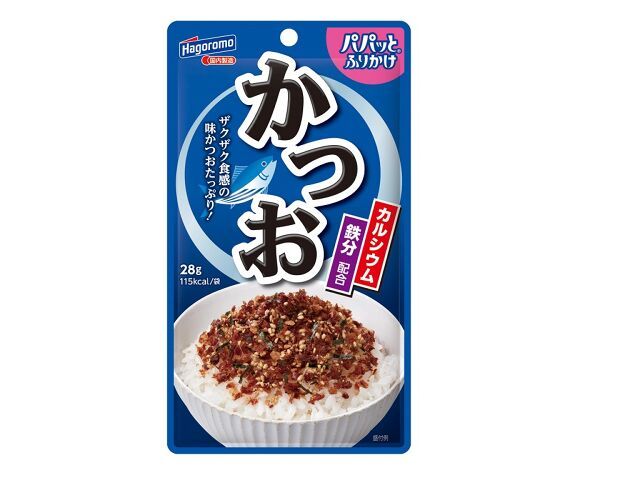 Hagoromo
国内製造
パパッと
ふりかけ
かつお
ザクザク食感の
味かつおたっぷり!
カルシウム
鉄分 配合
28g
115kcal/袋
盛付例